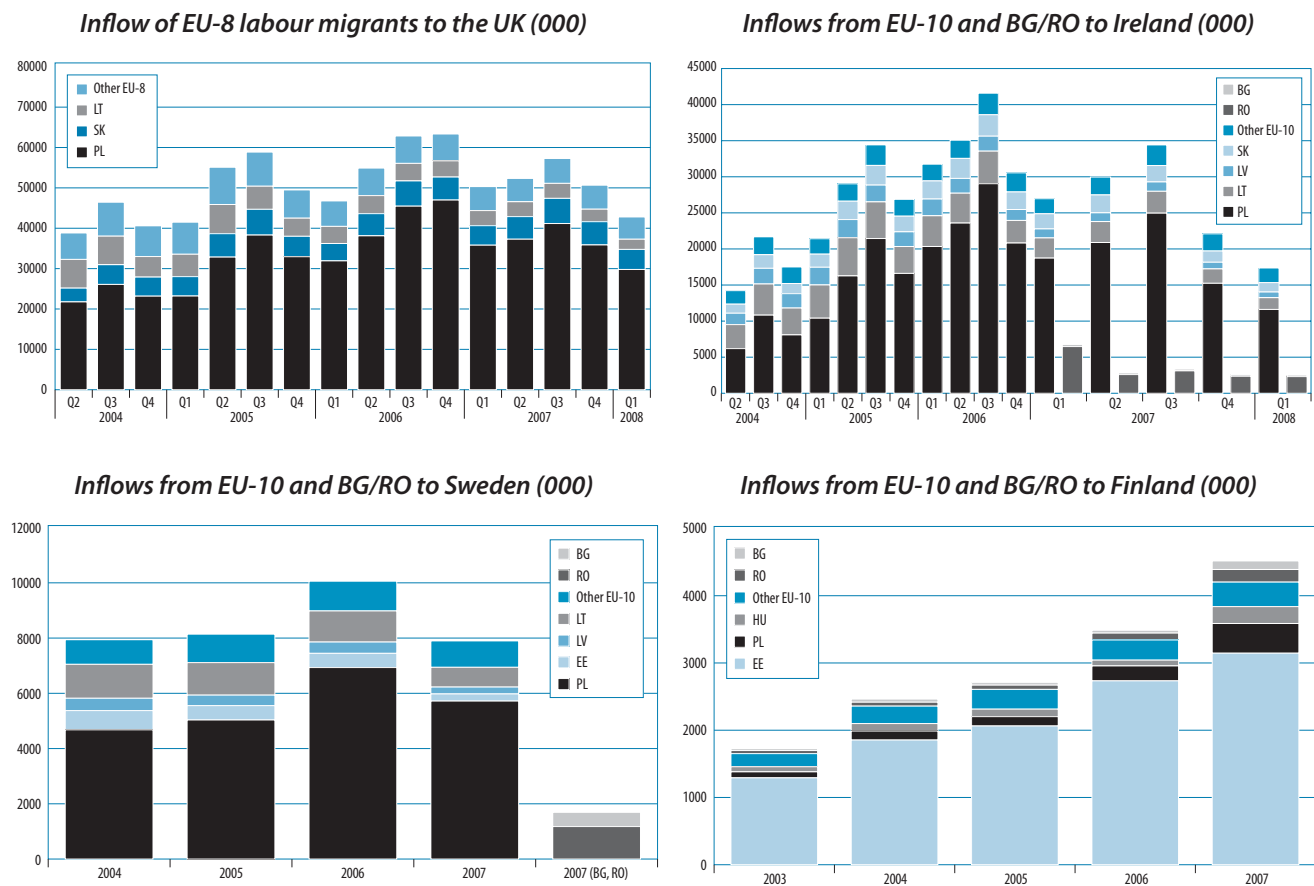 Inflow of EU-8 labour migrants to the UK (000)
80000
70000
60000
50000
40000
30000
20000
10000
0
Other EU-8
LT
SK
PL
Q2 Q3 Q4 Q1 Q2 Q3 Q4 Q1 Q2 Q3 Q4 Q1 Q2 Q3 Q4 Q1
2004 2005 2006 2007 2008
Inflows from EU-10 and BG/RO to Ireland (000)
45000
40000
35000
30000
25000
20000
15000
10000
5000
0
BG
RO
Other EU-10
SK
LV
LT
PL
Q2 Q3 Q4 Q1 Q2 Q3 Q4 Q1 Q2 Q3 Q4 Q1 Q2 Q3 Q4 Q1
2004 2005 2006 2007 2008
Inflows from EU-10 and BG/RO to Sweden (000)
12000
10000
8000
6000
4000
2000
0
BG
RO
Other EU-10
LT
LV
EE
PL
2004 2005 2006 2007 2007 (BG, RO)
Inflows from EU-10 and BG/RO to Finland (000)
5000
4000
3000
2000
1000
0
BG
RO
Other EU-10
HU
PL
EE
2003 2004 2005 2006 2007